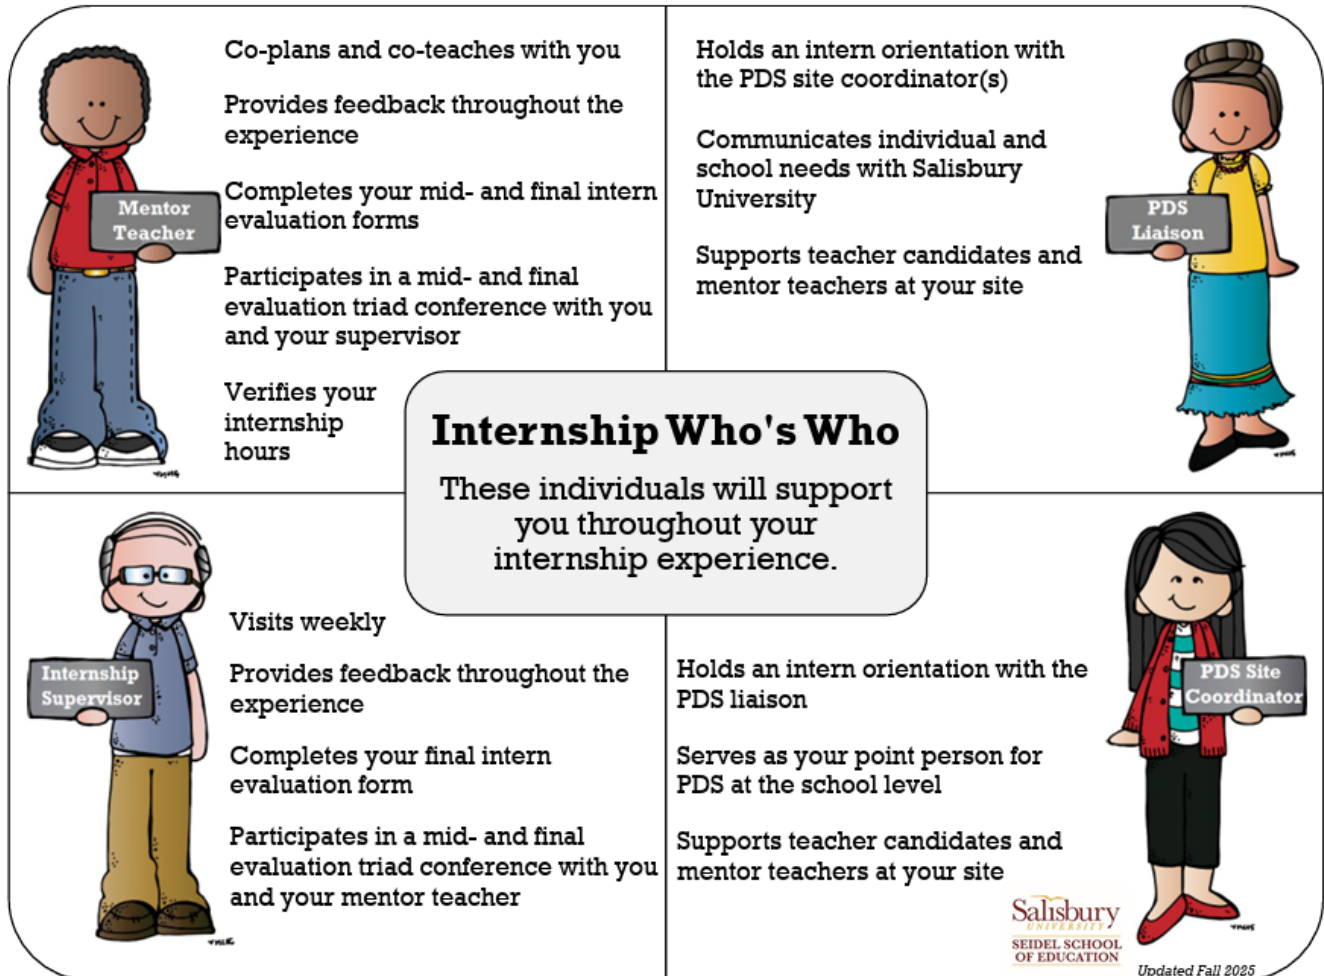 Co-plans and co-teaches with you
Provides feedback throughout the
experience
Completes your mid- and final intern
evaluation forms
Participates in a mid- and final
evaluation triad conference with you
and your supervisor
Verifies your
internship
hours
Mentor
Teacher
Holds an intern orientation with
the PDS site coordinator(s)
Communicates individual and
school needs with Salisbury
University
Supports teacher candidates and
mentor teachers at your site
PDS
Liaison
Internship Who's Who
These individuals will support
you throughout your
internship experience.
Internship
Supervisor
Visits weekly
Provides feedback throughout the
experience
Completes your final intern
evaluation form
Participates in a mid- and final
evaluation triad conference with you
and your mentor teacher
Holds an intern orientation with the
PDS liaison
Serves as your point person for
PDS at the school level
Supports teacher candidates and
mentor teachers at your site
PDS Site
Coordinator
Salisbury
UNIVERSITY
SEIDEL SCHOOL
OF EDUCATION
Updated Fall 2025